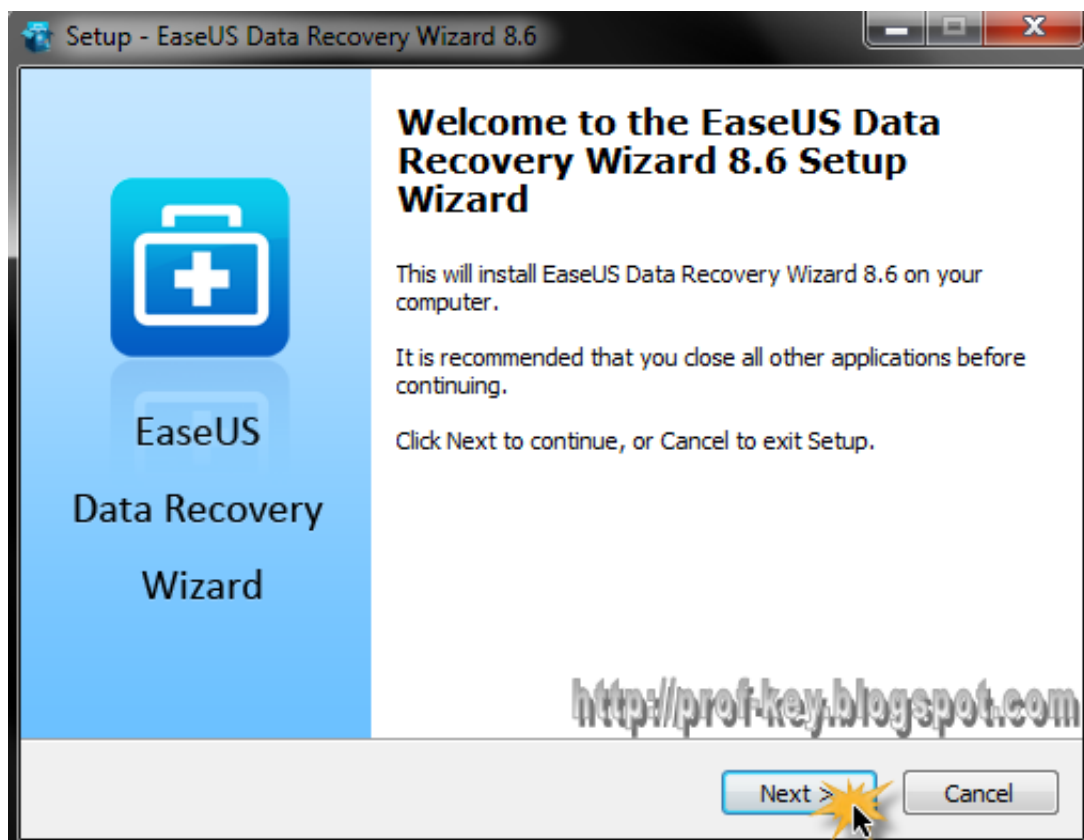 Setup - EaseUS Data Recovery Wizard 8.6
Welcome to the EaseUS Data
Recovery Wizard 8.6 Setup
Wizard
This will install EaseUS Data Recovery Wizard 8.6 on your
computer.
It is recommended that you close all other applications before
continuing.
Click Next to continue, or Cancel to exit Setup.
EaseUS
Data Recovery
Wizard
http://prof-key.blogspot.com
Next >
Cancel